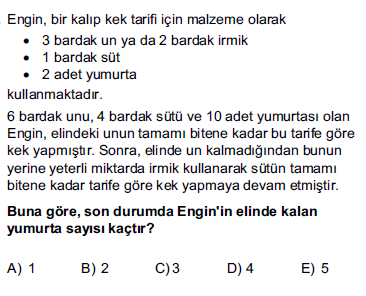 Engin, bir kalıp kek tarifi için malzeme olarak
• 3 bardak un ya da 2 bardak irmik
• 1 bardak süt
• 2 adet yumurta
kullanmaktadır.
6 bardak unu, 4 bardak sütü ve 10 adet yumurtası olan
Engin, elindeki unun tamamı bitene kadar bu tarife göre
kek yapmıştır. Sonra, elinde un kalmadığından bunun
yerine yeterli miktarda irmik kullanarak sütün tamamı
bitene kadar tarife göre kek yapmaya devam etmiştir.
Buna göre, son durumda Engin'in elinde kalan
yumurta sayısı kaçtır?
A) 1 B) 2 C) 3 D) 4 E) 5